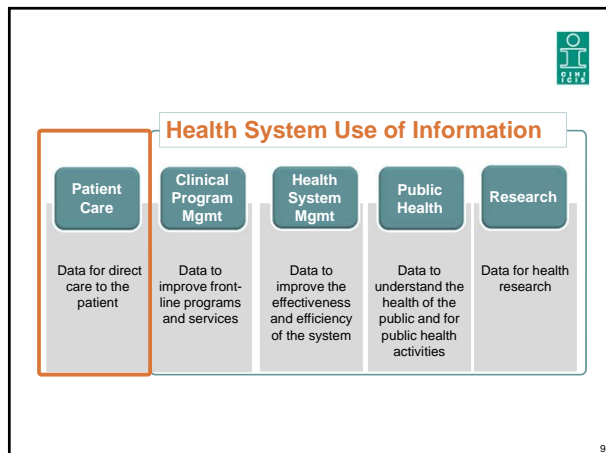 CIHI
ICIS
Health System Use of Information
Patient
Care
Data for direct
care to the
patient
Clinical
Program
Mgmt
Data to
improve front-
line programs
and services
Health
System
Mgmt
Data to
improve the
effectiveness
and efficiency
of the system
Public
Health
Data to
understand the
health of the
public and for
public health
activities
Research
Data for health
research
9